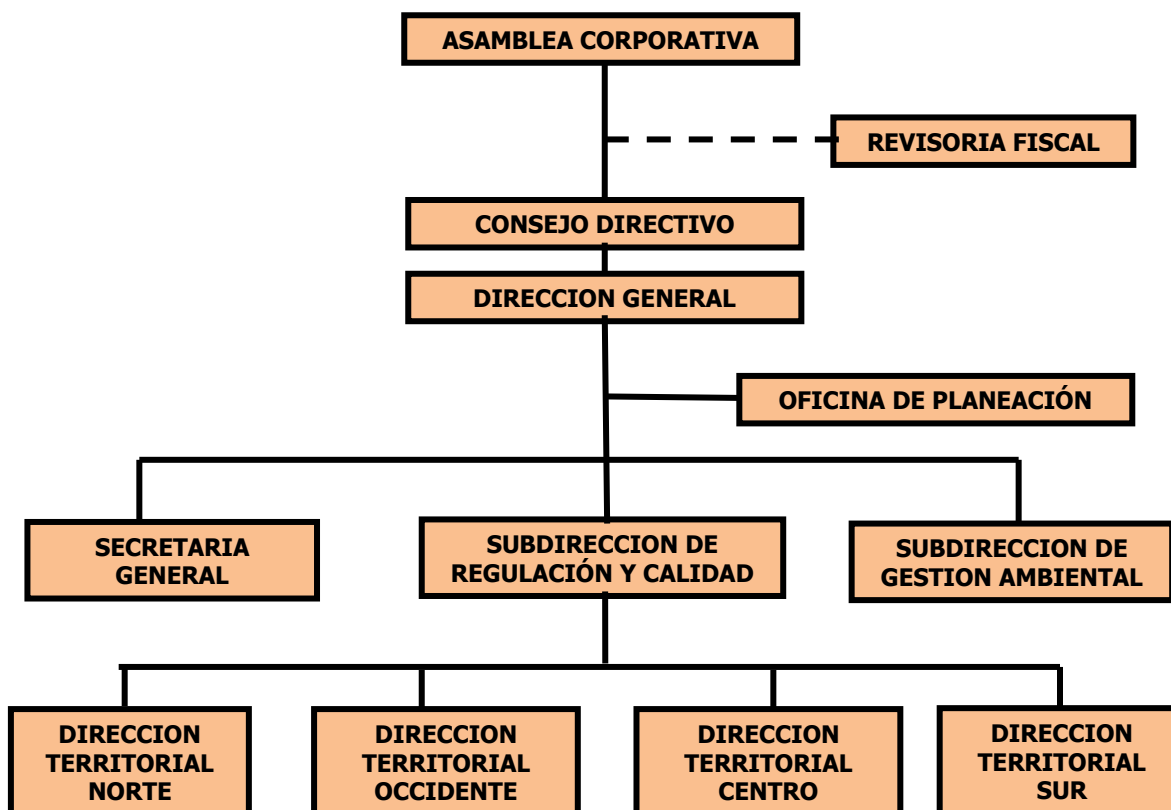 ASAMBLEA CORPORATIVA
REVISORIA FISCAL
CONSEJO DIRECTIVO
DIRECCION GENERAL
OFICINA DE PLANEACIÓN
SECRETARIA
GENERAL
SUBDIRECCION DE
REGULACIÓN Y CALIDAD
SUBDIRECCION DE
GESTION AMBIENTAL
DIRECCION
TERRITORIAL
NORTE
DIRECCION
TERRITORIAL
OCCIDENTE
DIRECCION
TERRITORIAL
CENTRO
DIRECCION
TERRITORIAL
SUR